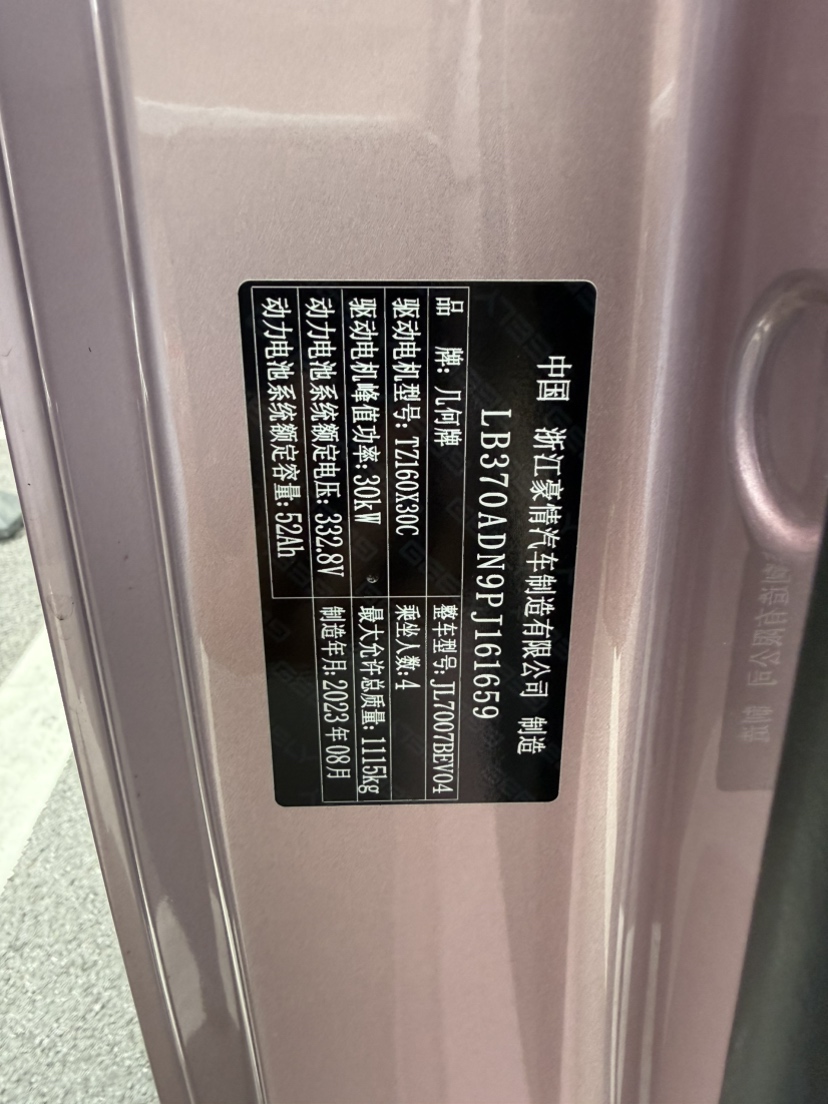 中国 浙江豪情汽车制造有限公司 制造
LB370ADN9PJ161659
品 牌:几何牌 整车型号:JL7007BEV04
驱动电机型号:TZ160X30C 乘坐人数:4
驱动电机峰值功率:30kW 最大允许总质量:1115kg
动力电池系统额定电压:332.8V 制造年月:2023年08月
动力电池系统额定容量:52Ah